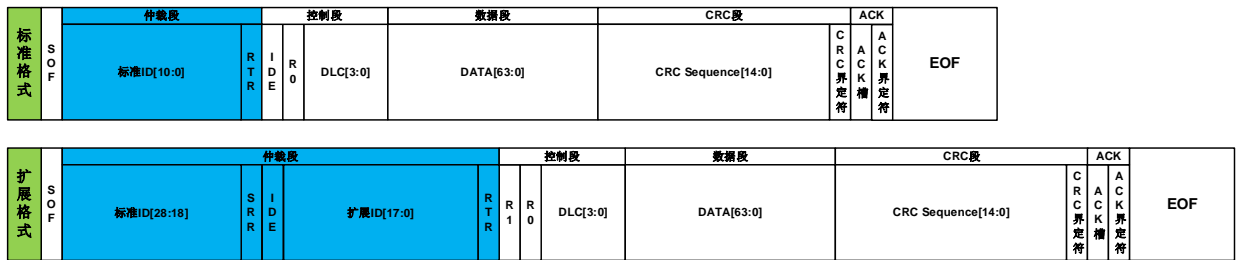 标准格式
SOF
仲裁段
标准ID[10:0]
RTR
控制段
IDE
R0
DLC[3:0]
数据段
DATA[63:0]
CRC段
CRC Sequence[14:0]
CRC界定符
ACK
ACK槽
ACK界定符
EOF
扩展格式
SOF
仲裁段
标准ID[28:18]
SRR
IDE
扩展ID[17:0]
RTR
控制段
R1
R0
DLC[3:0]
数据段
DATA[63:0]
CRC段
CRC Sequence[14:0]
CRC界定符
ACK
ACK槽
ACK界定符
EOF